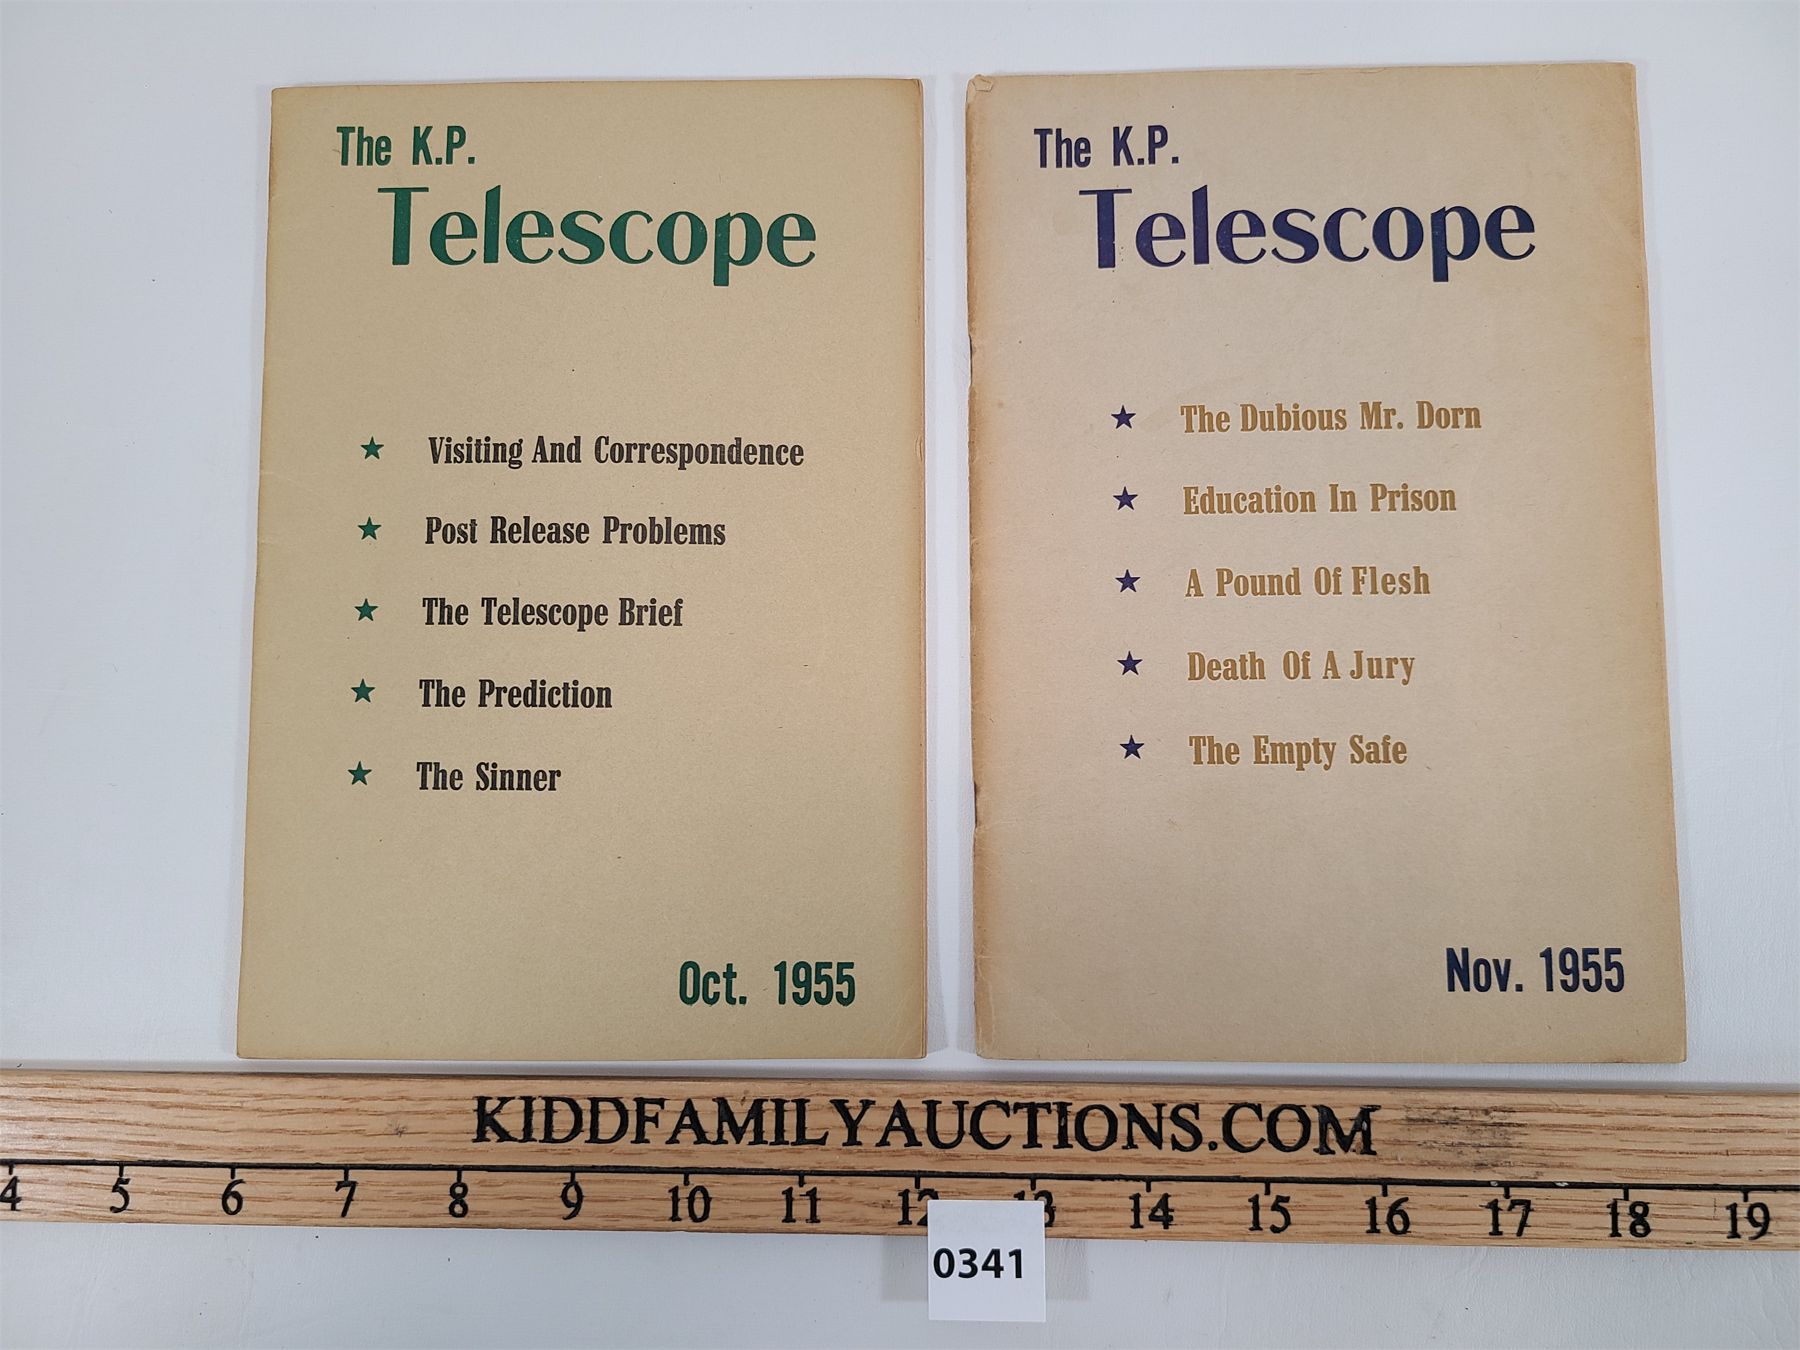 The K.P.
Telescope
★ Visiting And Correspondence
★ Post Release Problems
★ The Telescope Brief
★ The Prediction
★ The Sinner
Oct. 1955
The K.P.
Telescope
★ The Dubious Mr. Dorn
★ Education In Prison
★ A Pound Of Flesh
★ Death Of A Jury
★ The Empty Safe
Nov. 1955
KIDDFAMILYAUCTIONS.COM
4 5 6 7 8 9 10 11 12 13 14 15 16 17 18 19
0341